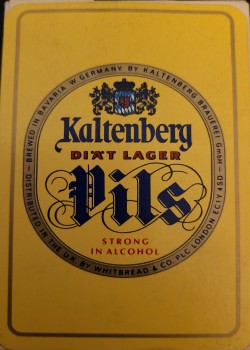 BREWED IN BAVARIA W.GERMANY BY KALTENBERG BRAUEREI GmbH
Kaltenberg
DIÄT LAGER
Pils
STRONG
IN ALCOHOL
DISTRIBUTED IN THE U.K. BY WHITBREAD & CO. PLC. LONDON EC1Y 4SD